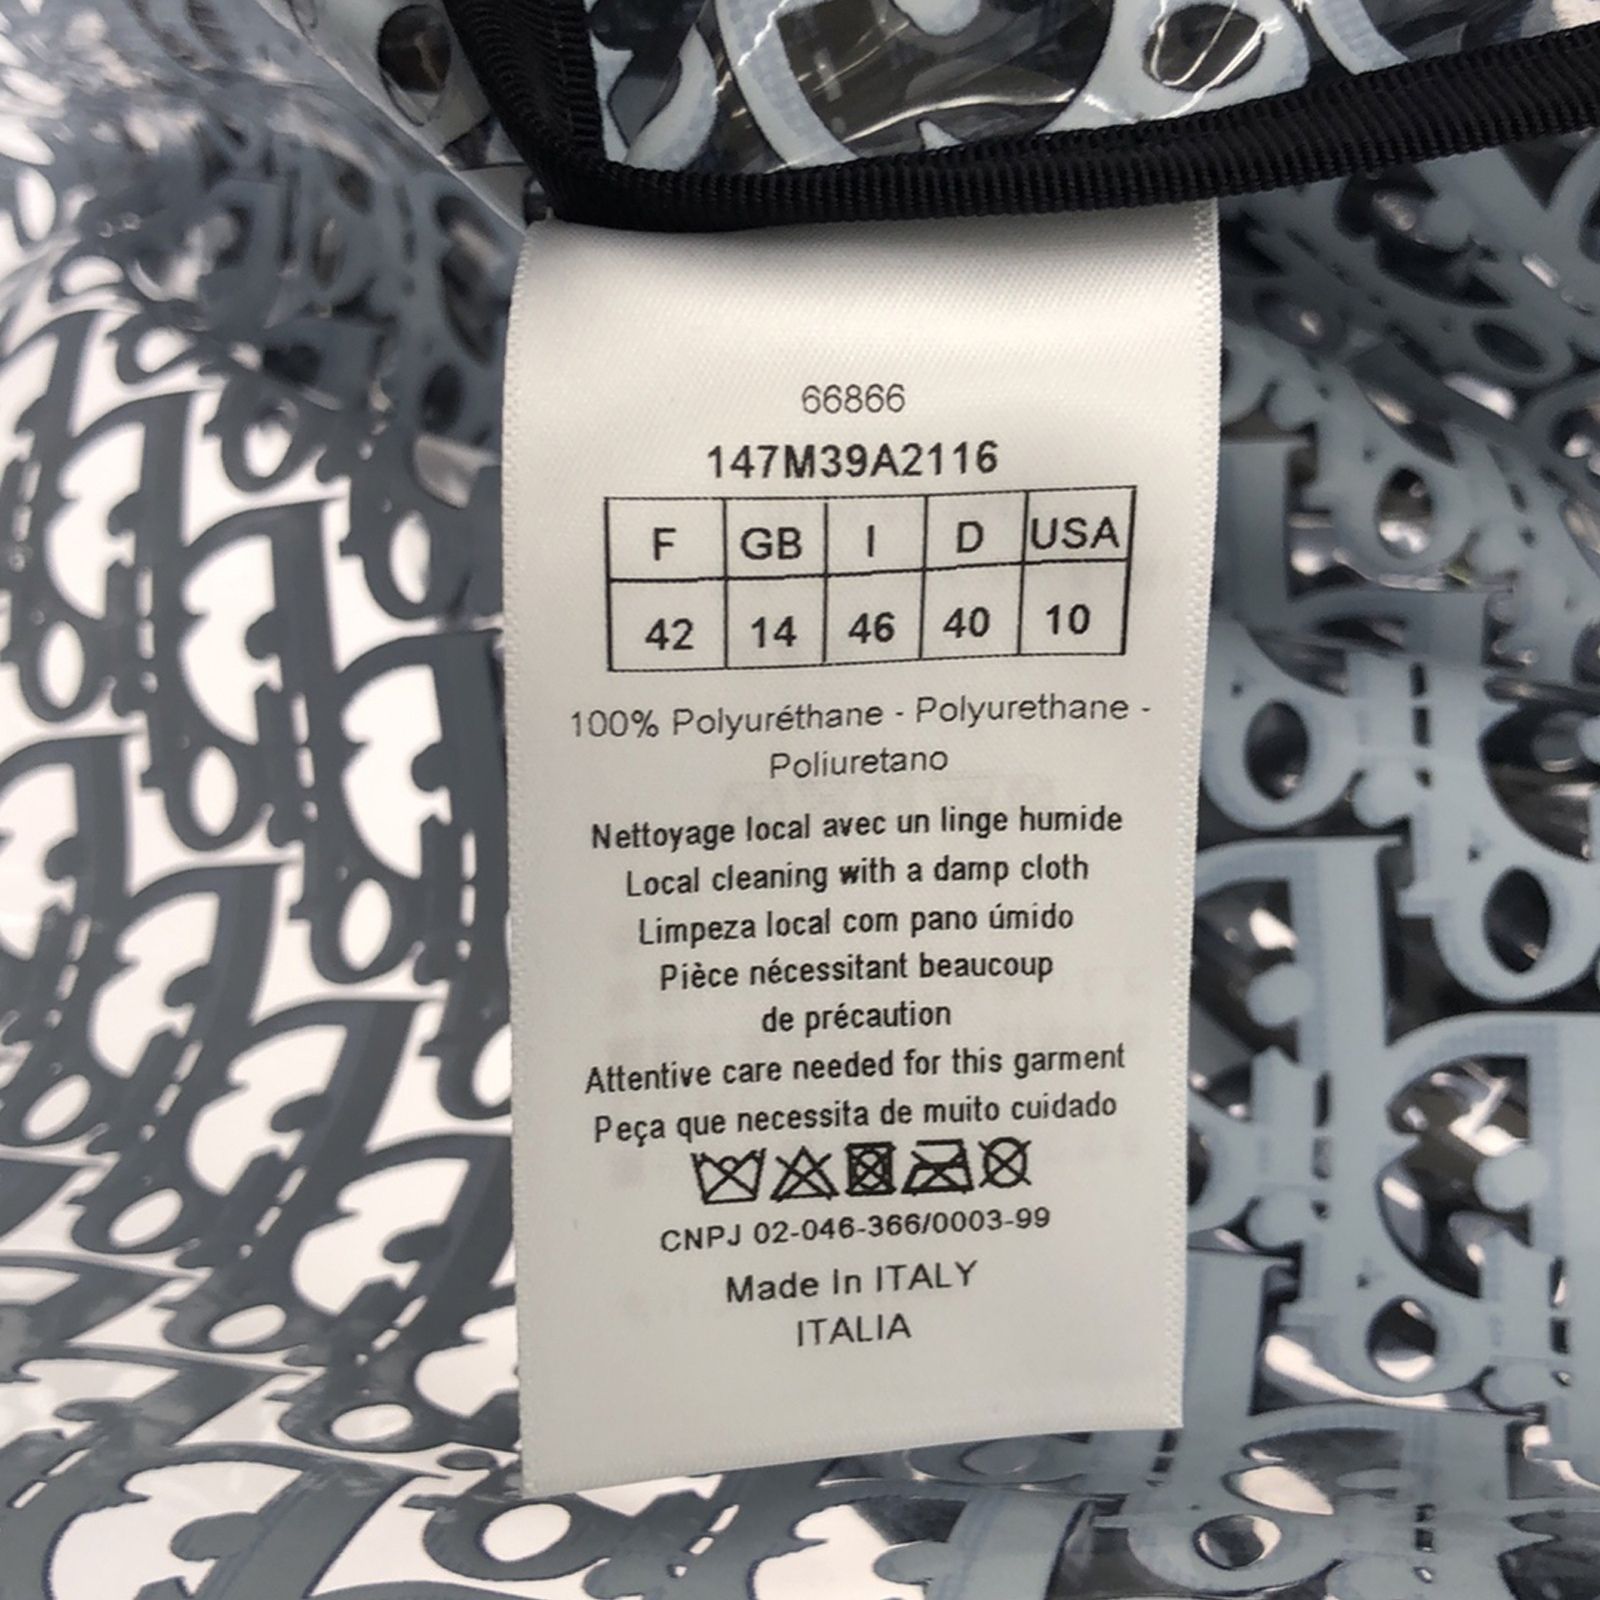 66866
147M39A2116
F GB I D USA
42 14 46 40 10
100% Polyuréthane - Polyurethane -
Poliuretano
Nettoyage local avec un linge humide
Local cleaning with a damp cloth
Limpeza local com pano úmido
Pièce nécessitant beaucoup
de précaution
Attentive care needed for this garment
Peça que necessita de muito cuidado
CNPJ 02-046-366/0003-99
Made In ITALY
ITALIA